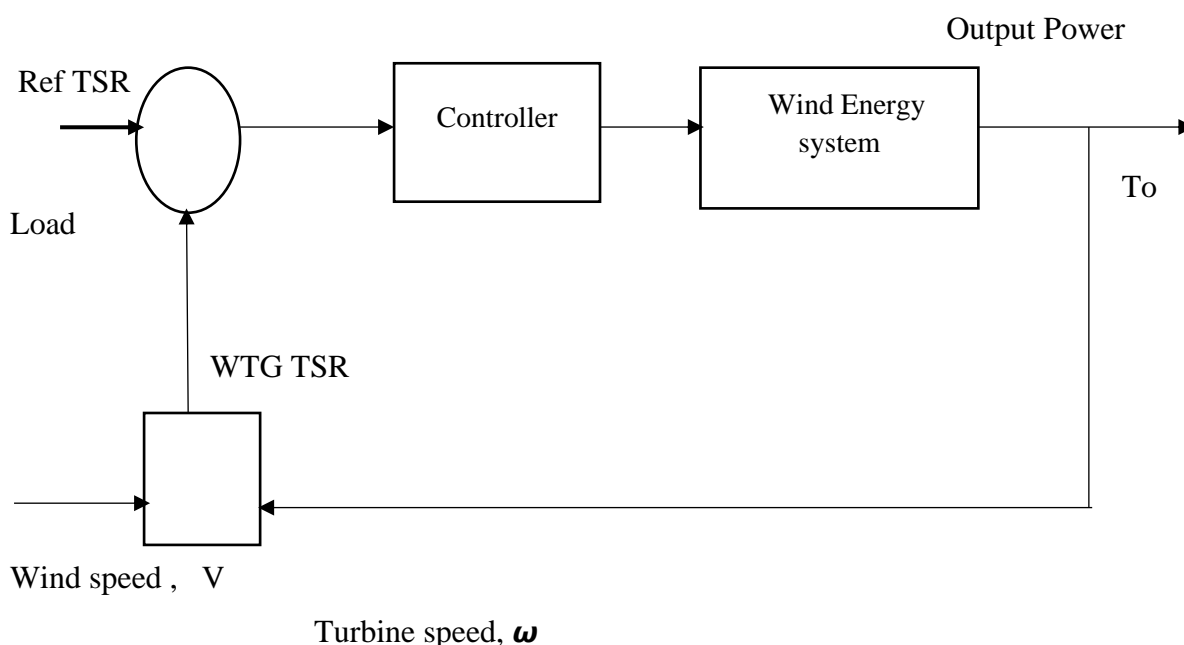 Output Power
Ref TSR
Controller
Wind Energy
system
To
Load
WTG TSR
Wind speed , V
Turbine speed, ω